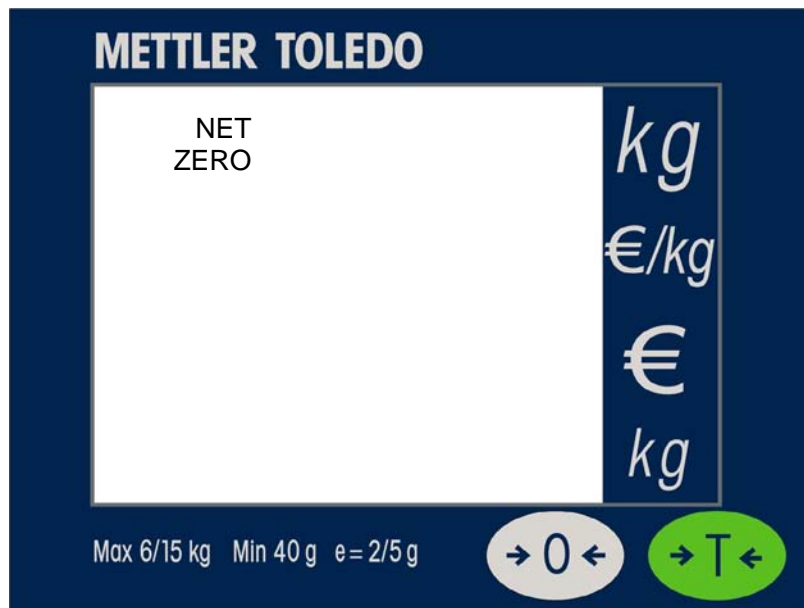 METTLER TOLEDO
NET
ZERO
kg
€/kg
€
kg
Max 6/15 kg Min 40 g e = 2/5 g
→ 0 ←
→ T ←